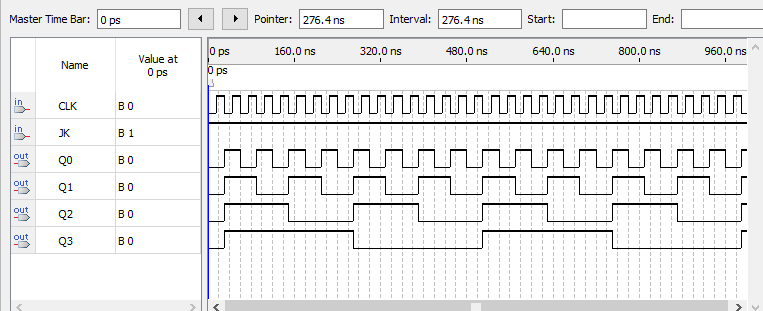 Master Time Bar: 0 ps Pointer: 276.4 ns Interval: 276.4 ns Start: End:
Name Value at 0 ps
0 ps 160.0 ns 320.0 ns 480.0 ns 640.0 ns 800.0 ns 960.0 ns
0 ps
in CLK B 0
in JK B 1
out Q0 B 0
out Q1 B 0
out Q2 B 0
out Q3 B 0